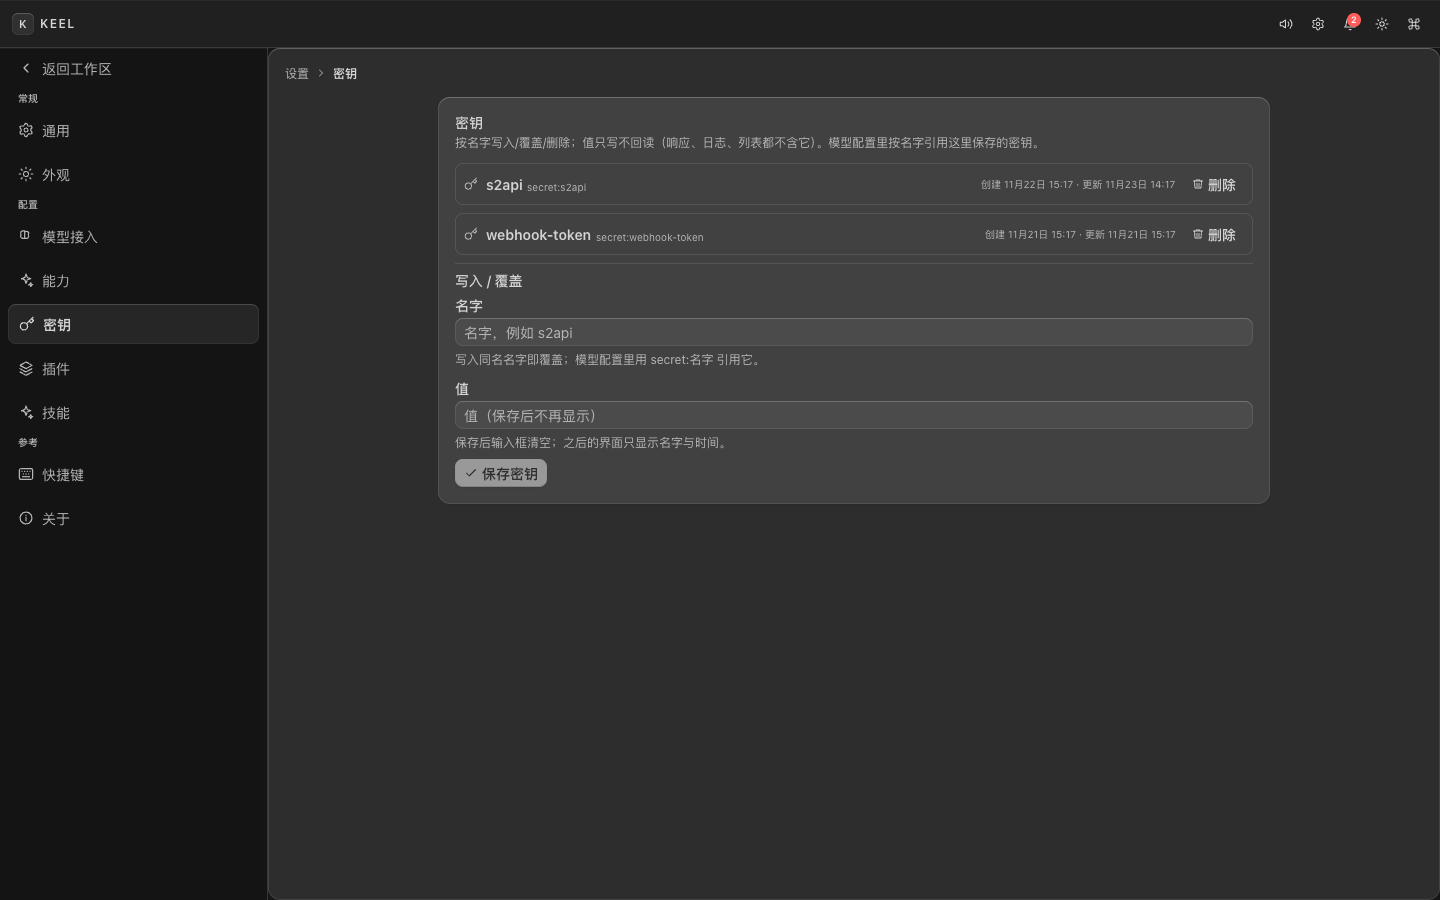 K KEEL
2
返回工作区
常规
通用
外观
配置
模型接入
能力
密钥
插件
技能
参考
快捷键
关于
设置 > 密钥
密钥
按名字写入/覆盖/删除；值只写不回读（响应、日志、列表都不含它）。模型配置里按名字引用这里保存的密钥。
s2api secret:s2api 创建 11月22日 15:17 · 更新 11月23日 14:17 删除
webhook-token secret:webhook-token 创建 11月21日 15:17 · 更新 11月21日 15:17 删除
写入 / 覆盖
名字
名字，例如 s2api
写入同名名字即覆盖；模型配置里用 secret:名字 引用它。
值
值（保存后不再显示）
保存后输入框清空；之后的界面只显示名字与时间。
保存密钥